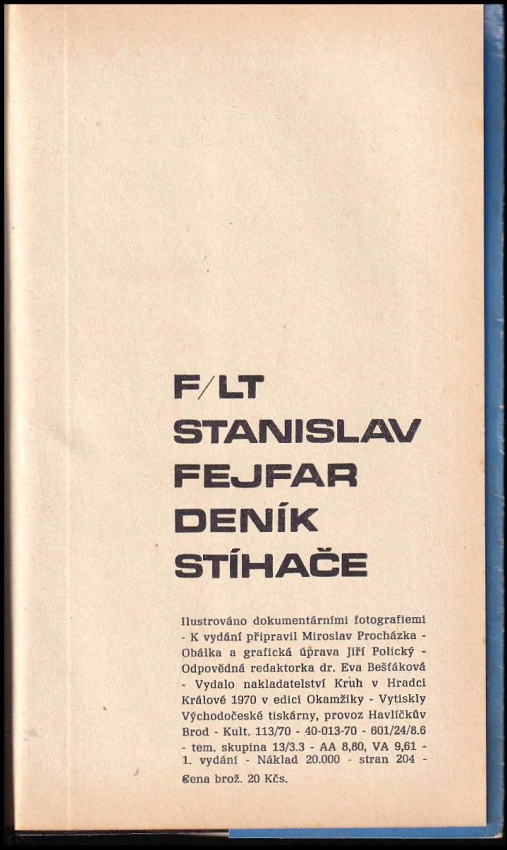 F/LT
STANISLAV
FEJFAR
DENÍK
STÍHAČE
Ilustrováno dokumentárními fotografiemi
- K vydání připravil Miroslav Procházka -
Obálka a grafická úprava Jiří Polický -
Odpovědná redaktorka dr. Eva Bešťáková
- Vydalo nakladatelství Kruh v Hradci
Králové 1970 v edici Okamžiky - Vytiskly
Východočeské tiskárny, provoz Havlíčkův
Brod - Kult. 113/70 - 40-013-70 - 601/24/8.6
- tem. skupina 13/3.3 - AA 8,80, VA 9,61 -
1. vydání - Náklad 20.000 - stran 204 -
Cena brož. 20 Kčs.